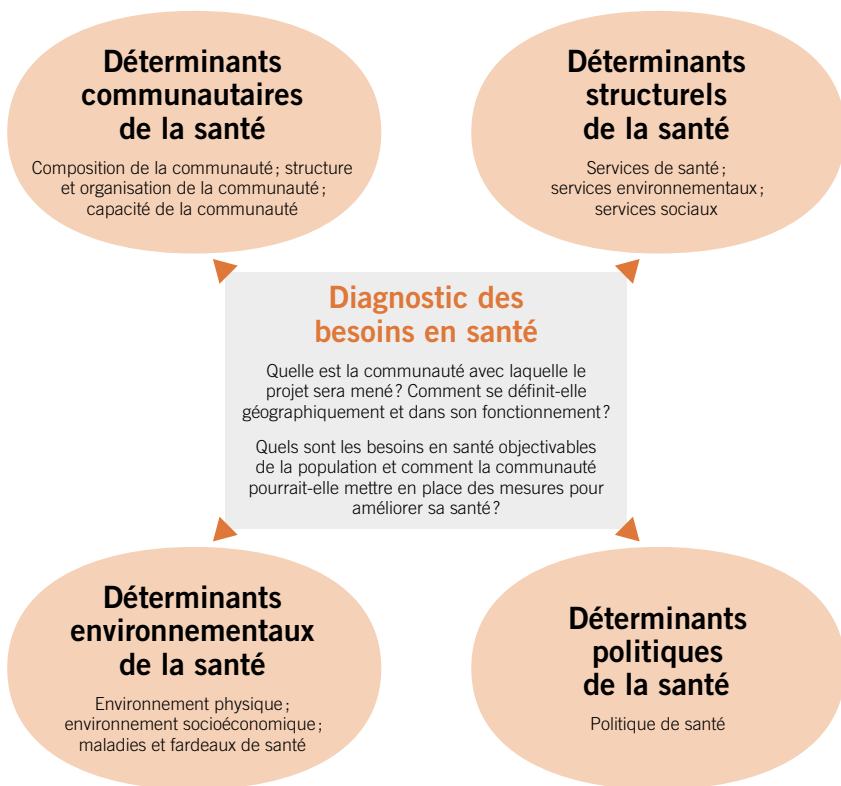 Déterminants
communautaires
de la santé
Composition de la communauté ; structure
et organisation de la communauté ;
capacité de la communauté
Déterminants
structurels
de la santé
Services de santé ;
services environnementaux ;
services sociaux
Diagnostic des
besoins en santé
Quelle est la communauté avec laquelle le
projet sera mené ? Comment se définit-elle
géographiquement et dans son fonctionnement ?
Quels sont les besoins en santé objectivables
de la population et comment la communauté
pourrait-elle mettre en place des mesures pour
améliorer sa santé ?
Déterminants
environnementaux
de la santé
Environnement physique ;
environnement socioéconomique ;
maladies et fardeaux de santé
Déterminants
politiques
de la santé
Politique de santé